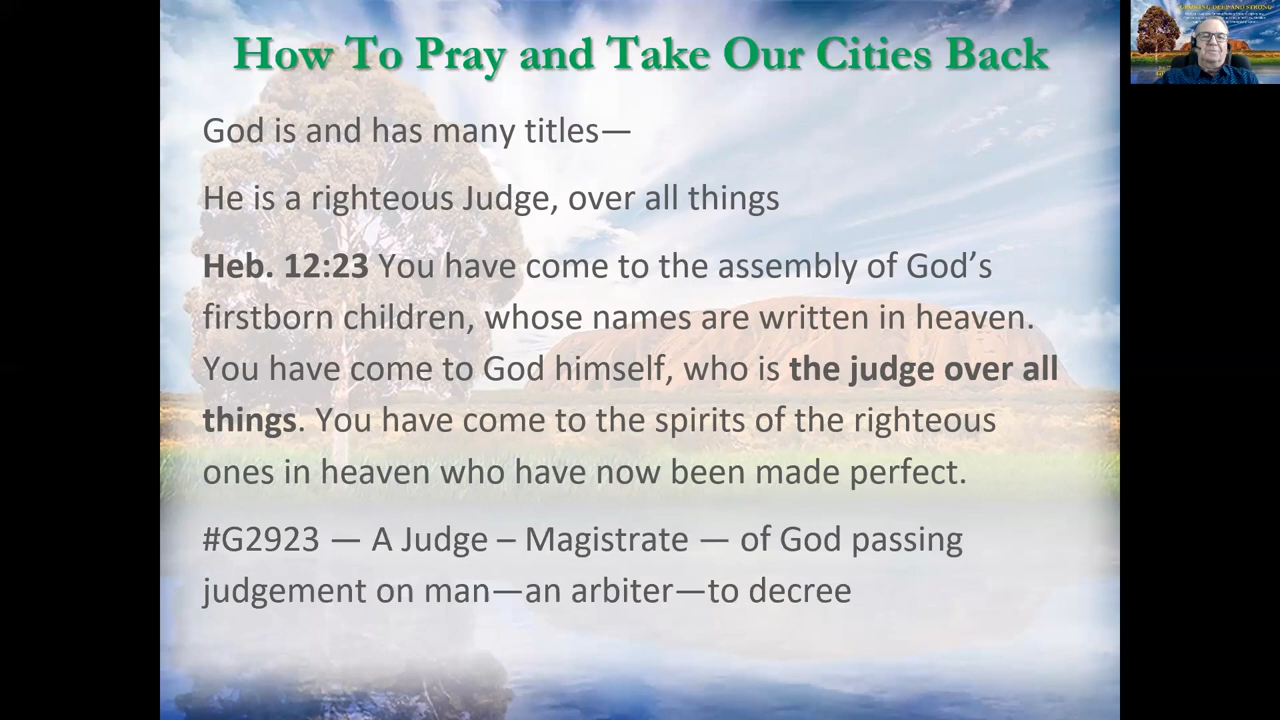 How To Pray and Take Our Cities Back
God is and has many titles—
He is a righteous Judge, over all things
Heb. 12:23 You have come to the assembly of God’s
firstborn children, whose names are written in heaven.
You have come to God himself, who is the judge over all
things. You have come to the spirits of the righteous
ones in heaven who have now been made perfect.
#G2923 — A Judge – Magistrate — of God passing
judgement on man—an arbiter—to decree
GROWING DEEP AND STRONG